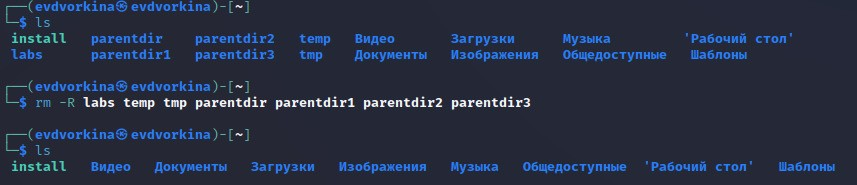 ┌──(evdvorkina㉿evdvorkina)-[~]
└─$ ls
install parentdir parentdir2 temp Видео Загрузки Музыка 'Рабочий стол'
labs parentdir1 parentdir3 tmp Документы Изображения Общедоступные Шаблоны
┌──(evdvorkina㉿evdvorkina)-[~]
└─$ rm -R labs temp tmp parentdir parentdir1 parentdir2 parentdir3
┌──(evdvorkina㉿evdvorkina)-[~]
└─$ ls
install Видео Документы Загрузки Изображения Музыка Общедоступные 'Рабочий стол' Шаблоны